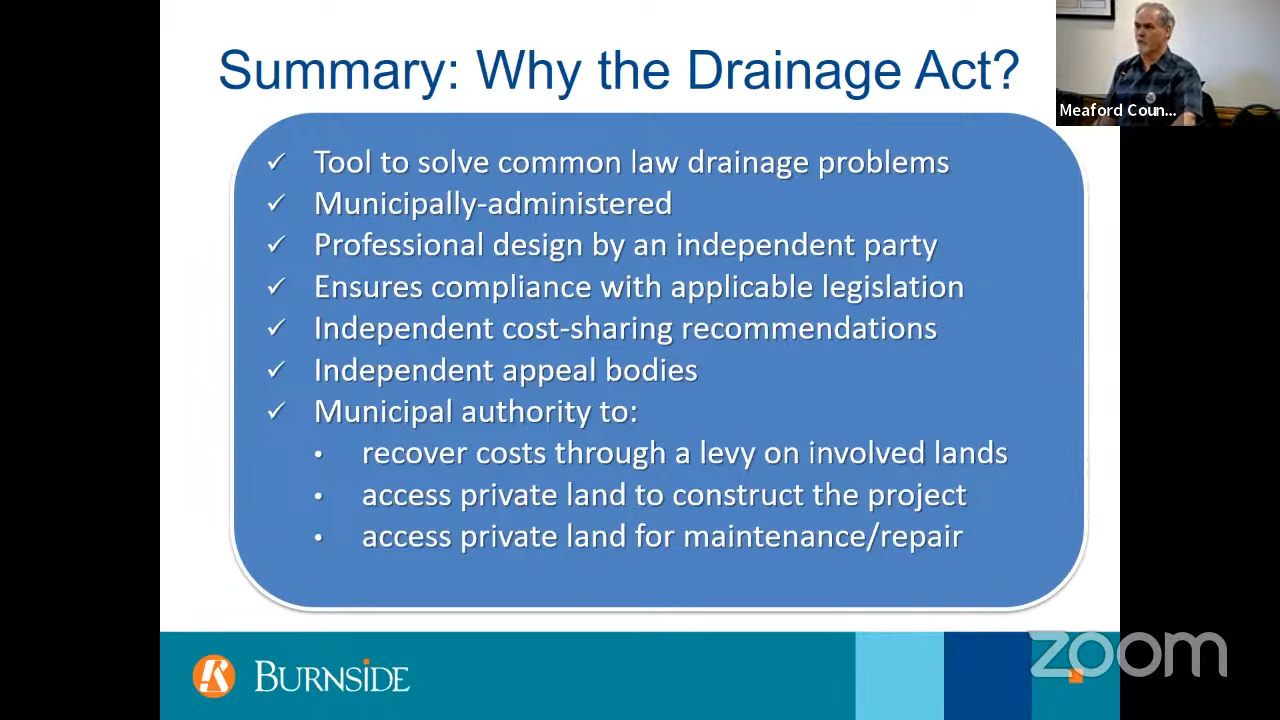 Summary: Why the Drainage Act?
Meaford Coun...
✓ Tool to solve common law drainage problems
✓ Municipally-administered
✓ Professional design by an independent party
✓ Ensures compliance with applicable legislation
✓ Independent cost-sharing recommendations
✓ Independent appeal bodies
✓ Municipal authority to:
• recover costs through a levy on involved lands
• access private land to construct the project
• access private land for maintenance/repair
BURNSIDE
zoom